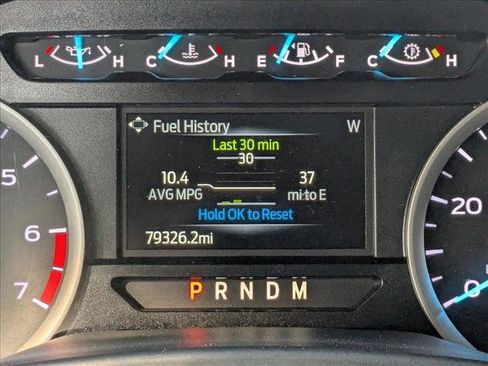 L H C H E F C H
Fuel History W
Last 30 min
30
10.4 37
AVG MPG mi to E
Hold OK to Reset
79326.2mi
5
6
7
20
0
P R N D M